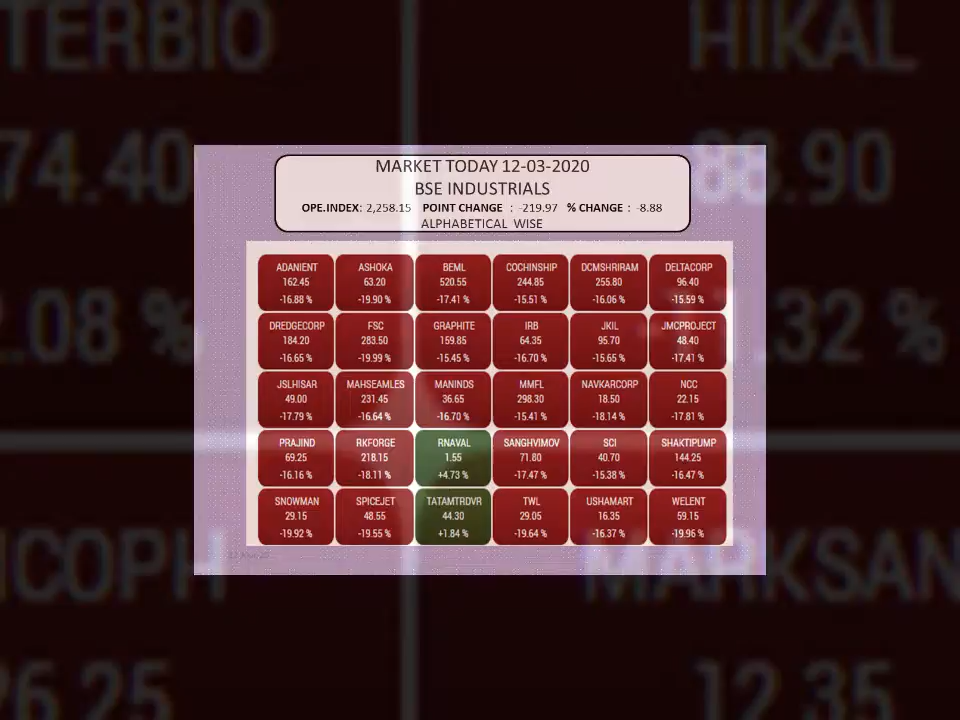 TERBIO HIKAL
74.40 88.90
2.08 % .32 %
MARKET TODAY 12-03-2020
BSE INDUSTRIALS
OPE.INDEX: 2,258.15 POINT CHANGE : -219.97 % CHANGE : -8.88
ALPHABETICAL WISE
ADANIENT ASHOKA BEML COCHINSHIP DCMSHRIRAM DELTACORP
162.45 63.20 520.55 244.85 255.80 96.40
-16.88 % -19.90 % -17.41 % -15.51 % -16.06 % -15.59 %
DREDGECORP FSC GRAPHITE IRB JKIL JMCPROJECT
184.20 283.50 159.85 64.35 95.70 48.40
-16.65 % -19.99 % -15.45 % -16.70 % -15.65 % -17.41 %
JSLHISAR MAHSEAMLES MANINDS MMFL NAVKARCORP NCC
49.00 231.45 36.65 298.30 18.50 22.15
-17.79 % -16.64 % -16.70 % -15.41 % -18.14 % -17.81 %
PRAJIND RKFORGE RNAVAL SANGHVIMOV SCI SHAKTIPUMP
69.25 218.15 1.55 71.80 40.70 144.25
-16.16 % -18.11 % +4.73 % -17.47 % -15.38 % -16.47 %
SNOWMAN SPICEJET TATAMTRDVR TWL USHAMART WELENT
29.15 48.55 44.30 29.05 16.35 59.15
-19.92 % -19.55 % +1.84 % -19.64 % -16.37 % -19.96 %
ICOPH MARKSAN
26.25 12.35